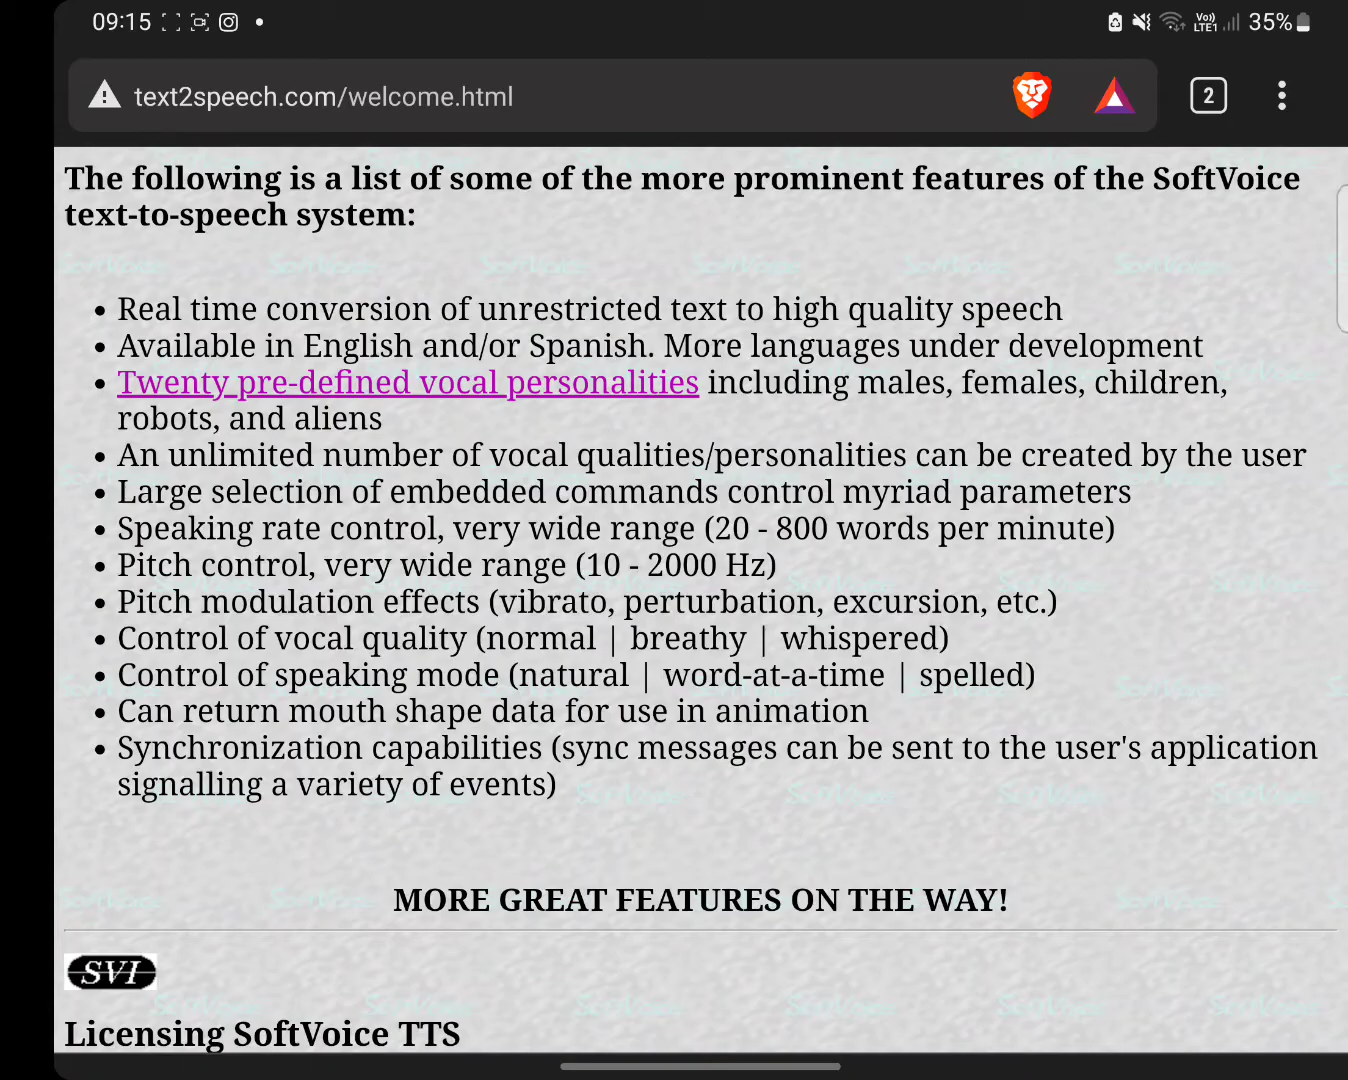 09:15
Vo)) LTE1 35%
text2speech.com/welcome.html
2
The following is a list of some of the more prominent features of the SoftVoice
text-to-speech system:
• Real time conversion of unrestricted text to high quality speech
• Available in English and/or Spanish. More languages under development
• Twenty pre-defined vocal personalities including males, females, children,
robots, and aliens
• An unlimited number of vocal qualities/personalities can be created by the user
• Large selection of embedded commands control myriad parameters
• Speaking rate control, very wide range (20 - 800 words per minute)
• Pitch control, very wide range (10 - 2000 Hz)
• Pitch modulation effects (vibrato, perturbation, excursion, etc.)
• Control of vocal quality (normal | breathy | whispered)
• Control of speaking mode (natural | word-at-a-time | spelled)
• Can return mouth shape data for use in animation
• Synchronization capabilities (sync messages can be sent to the user's application
signalling a variety of events)
MORE GREAT FEATURES ON THE WAY!
SVI
Licensing SoftVoice TTS